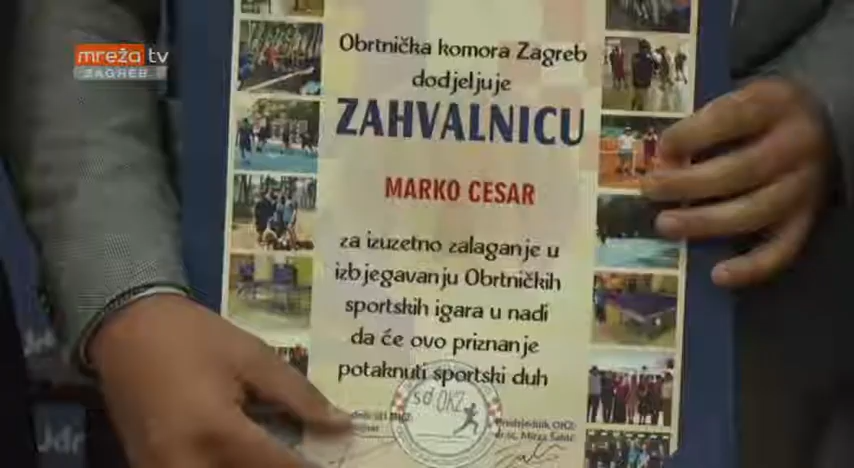 mreža tv
ZAGREB
Obrtnička komora Zagreb
dodjeljuje
ZAHVALNICU
MARKO CESAR
za izuzetno zalaganje u
izbjegavanju Obrtničkih
sportskih igara u nadi
da će ovo priznanje
potaknuti sportski duh
sd OKZ
Predsjednik OKZ: